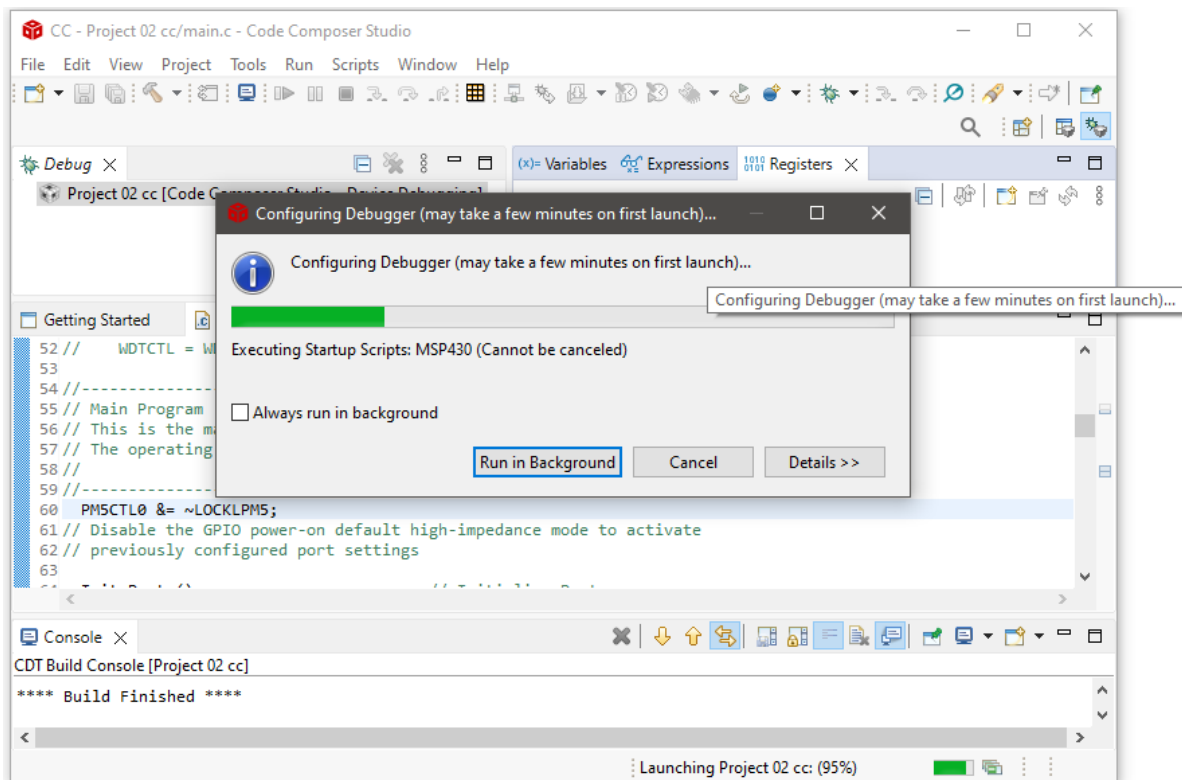 CC - Project 02 cc/main.c - Code Composer Studio
File Edit View Project Tools Run Scripts Window Help
Debug
(x)= Variables Expressions 1010 0101 Registers
Project 02 cc [Code Composer Studio - Device Debugging]
Configuring Debugger (may take a few minutes on first launch)...
Configuring Debugger (may take a few minutes on first launch)...
Configuring Debugger (may take a few minutes on first launch)...
Executing Startup Scripts: MSP430 (Cannot be canceled)
Always run in background
Run in Background Cancel Details >>
Getting Started .c
52 // WDTCTL =
53
54 //---------------
55 // Main Program
56 // This is the
57 // The operating
58 //
59 //---------------
60 PM5CTL0 &= ~LOCKLPM5;
61 // Disable the GPIO power-on default high-impedance mode to activate
62 // previously configured port settings
63
Console
CDT Build Console [Project 02 cc]
**** Build Finished ****
Launching Project 02 cc: (95%)